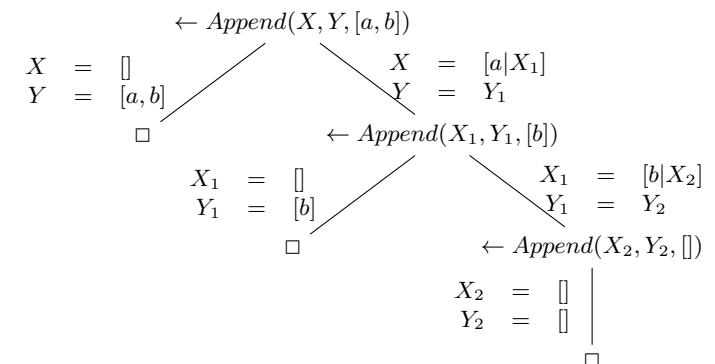 ← Append(X, Y, [a, b])
X = []
Y = [a, b]
X = [a|X₁]
Y = Y₁
□
← Append(X₁, Y₁, [b])
X₁ = []
Y₁ = [b]
X₁ = [b|X₂]
Y₁ = Y₂
□
← Append(X₂, Y₂, [])
X₂ = []
Y₂ = []
□